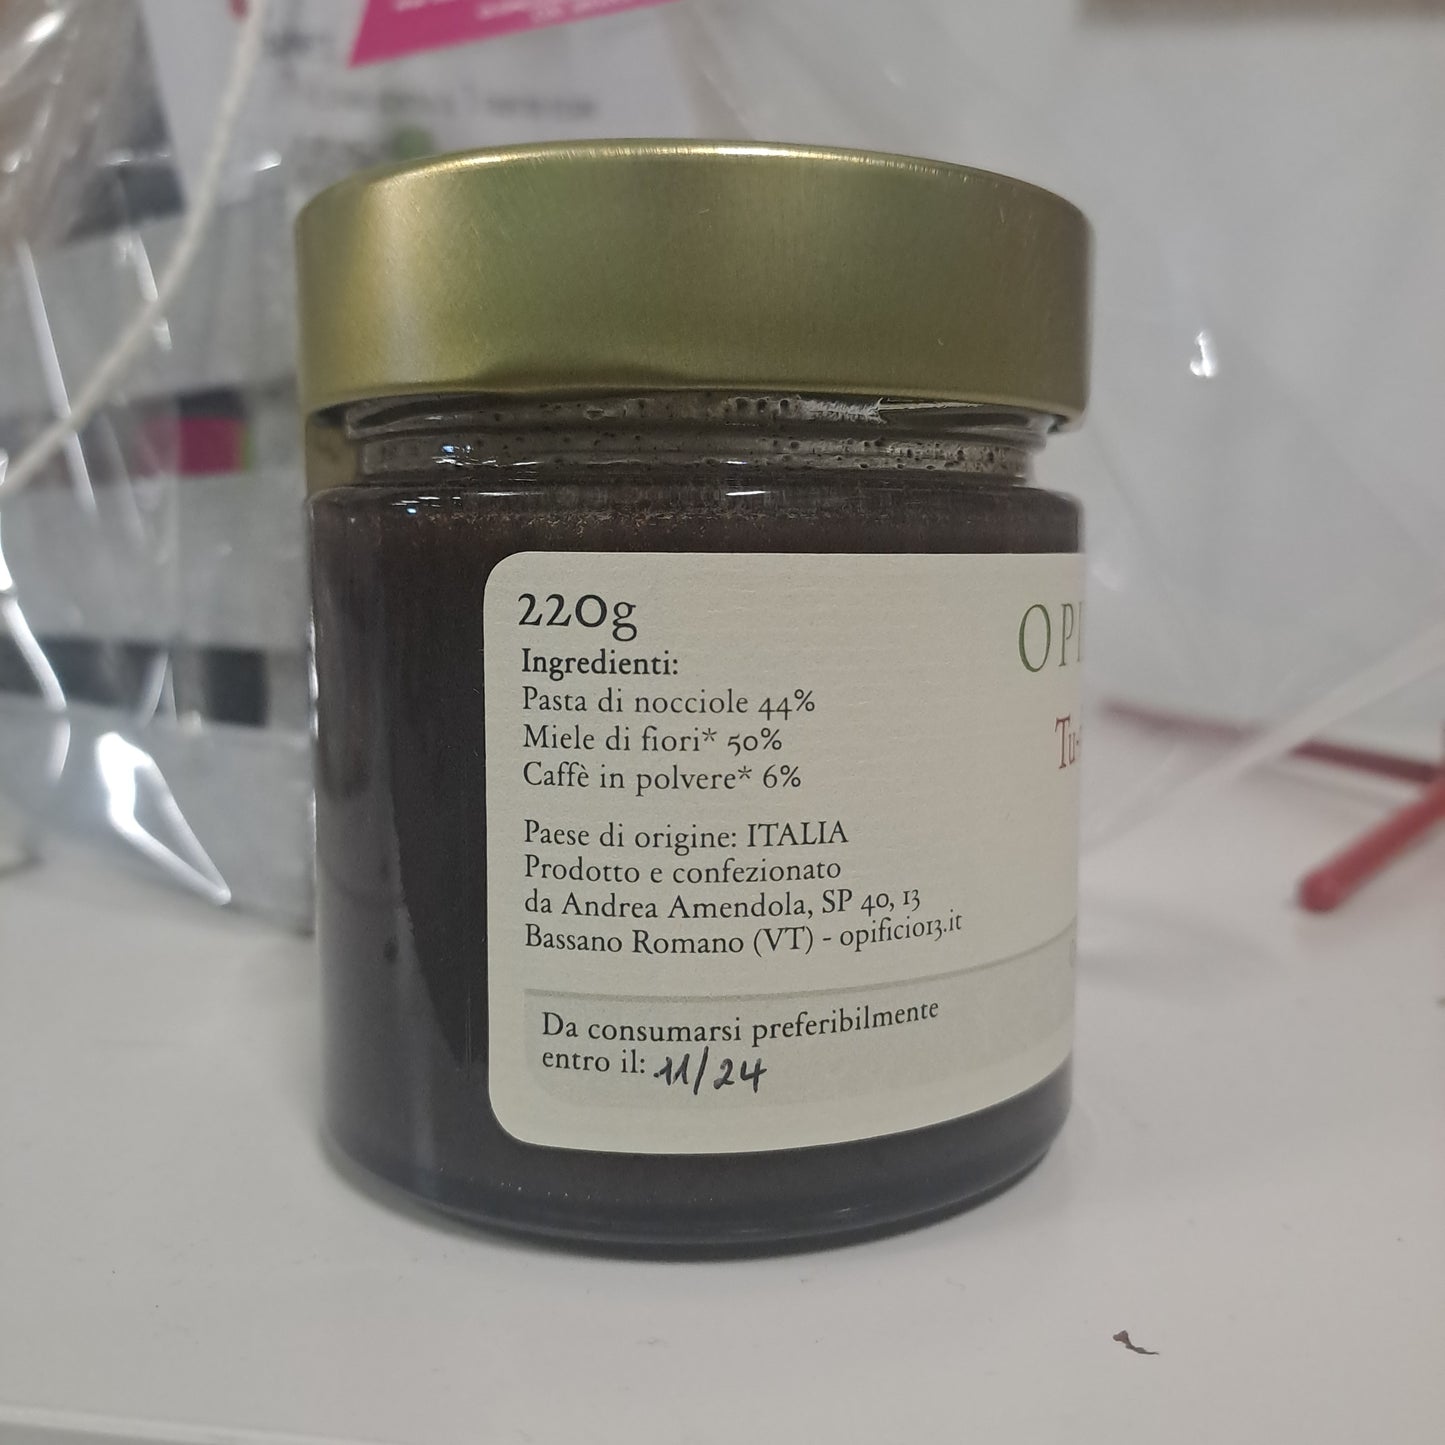 220g
Ingredienti:
Pasta di nocciole 44%
Miele di fiori* 50%
Caffè in polvere* 6%
Paese di origine: ITALIA
Prodotto e confezionato
da Andrea Amendola, SP 40, 13
Bassano Romano (VT) - opificio13.it
Da consumarsi preferibilmente
entro il: 11/24
OPI
Tu-